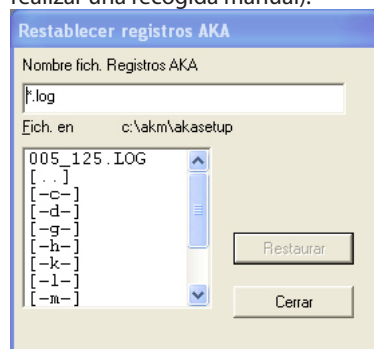 realizar una recogida manual).
Restablecer registros AKA
Nombre fich. Registros AKA
*.log
Fich. en c:\akm\akasetup
005_125.LOG
[..]
[-c-]
[-d-]
[-g-]
[-h-]
[-k-]
[-l-]
[-m-]
Restaurar
Cerrar